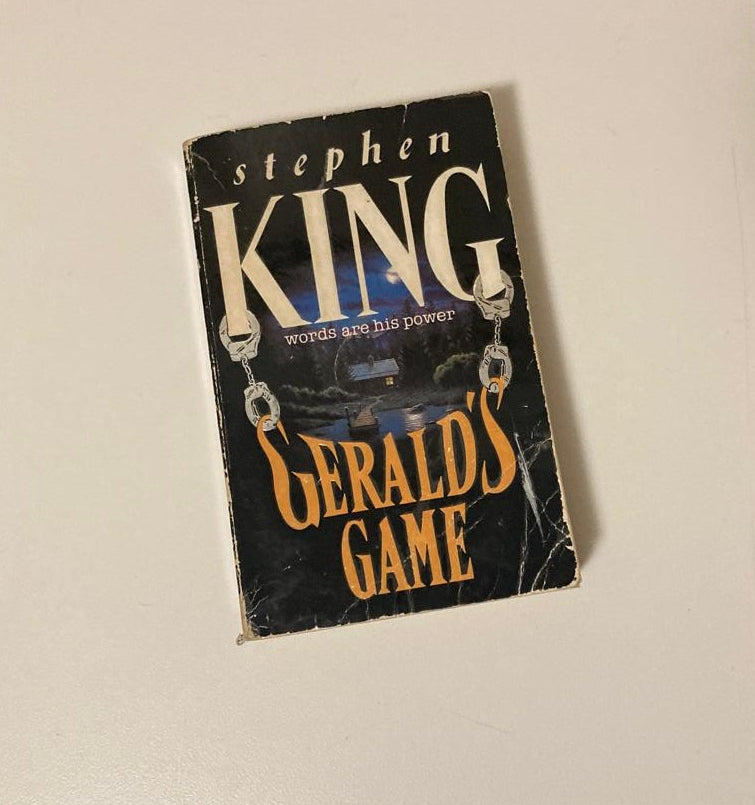 stephen
KING
words are his power
GERALD'S
GAME